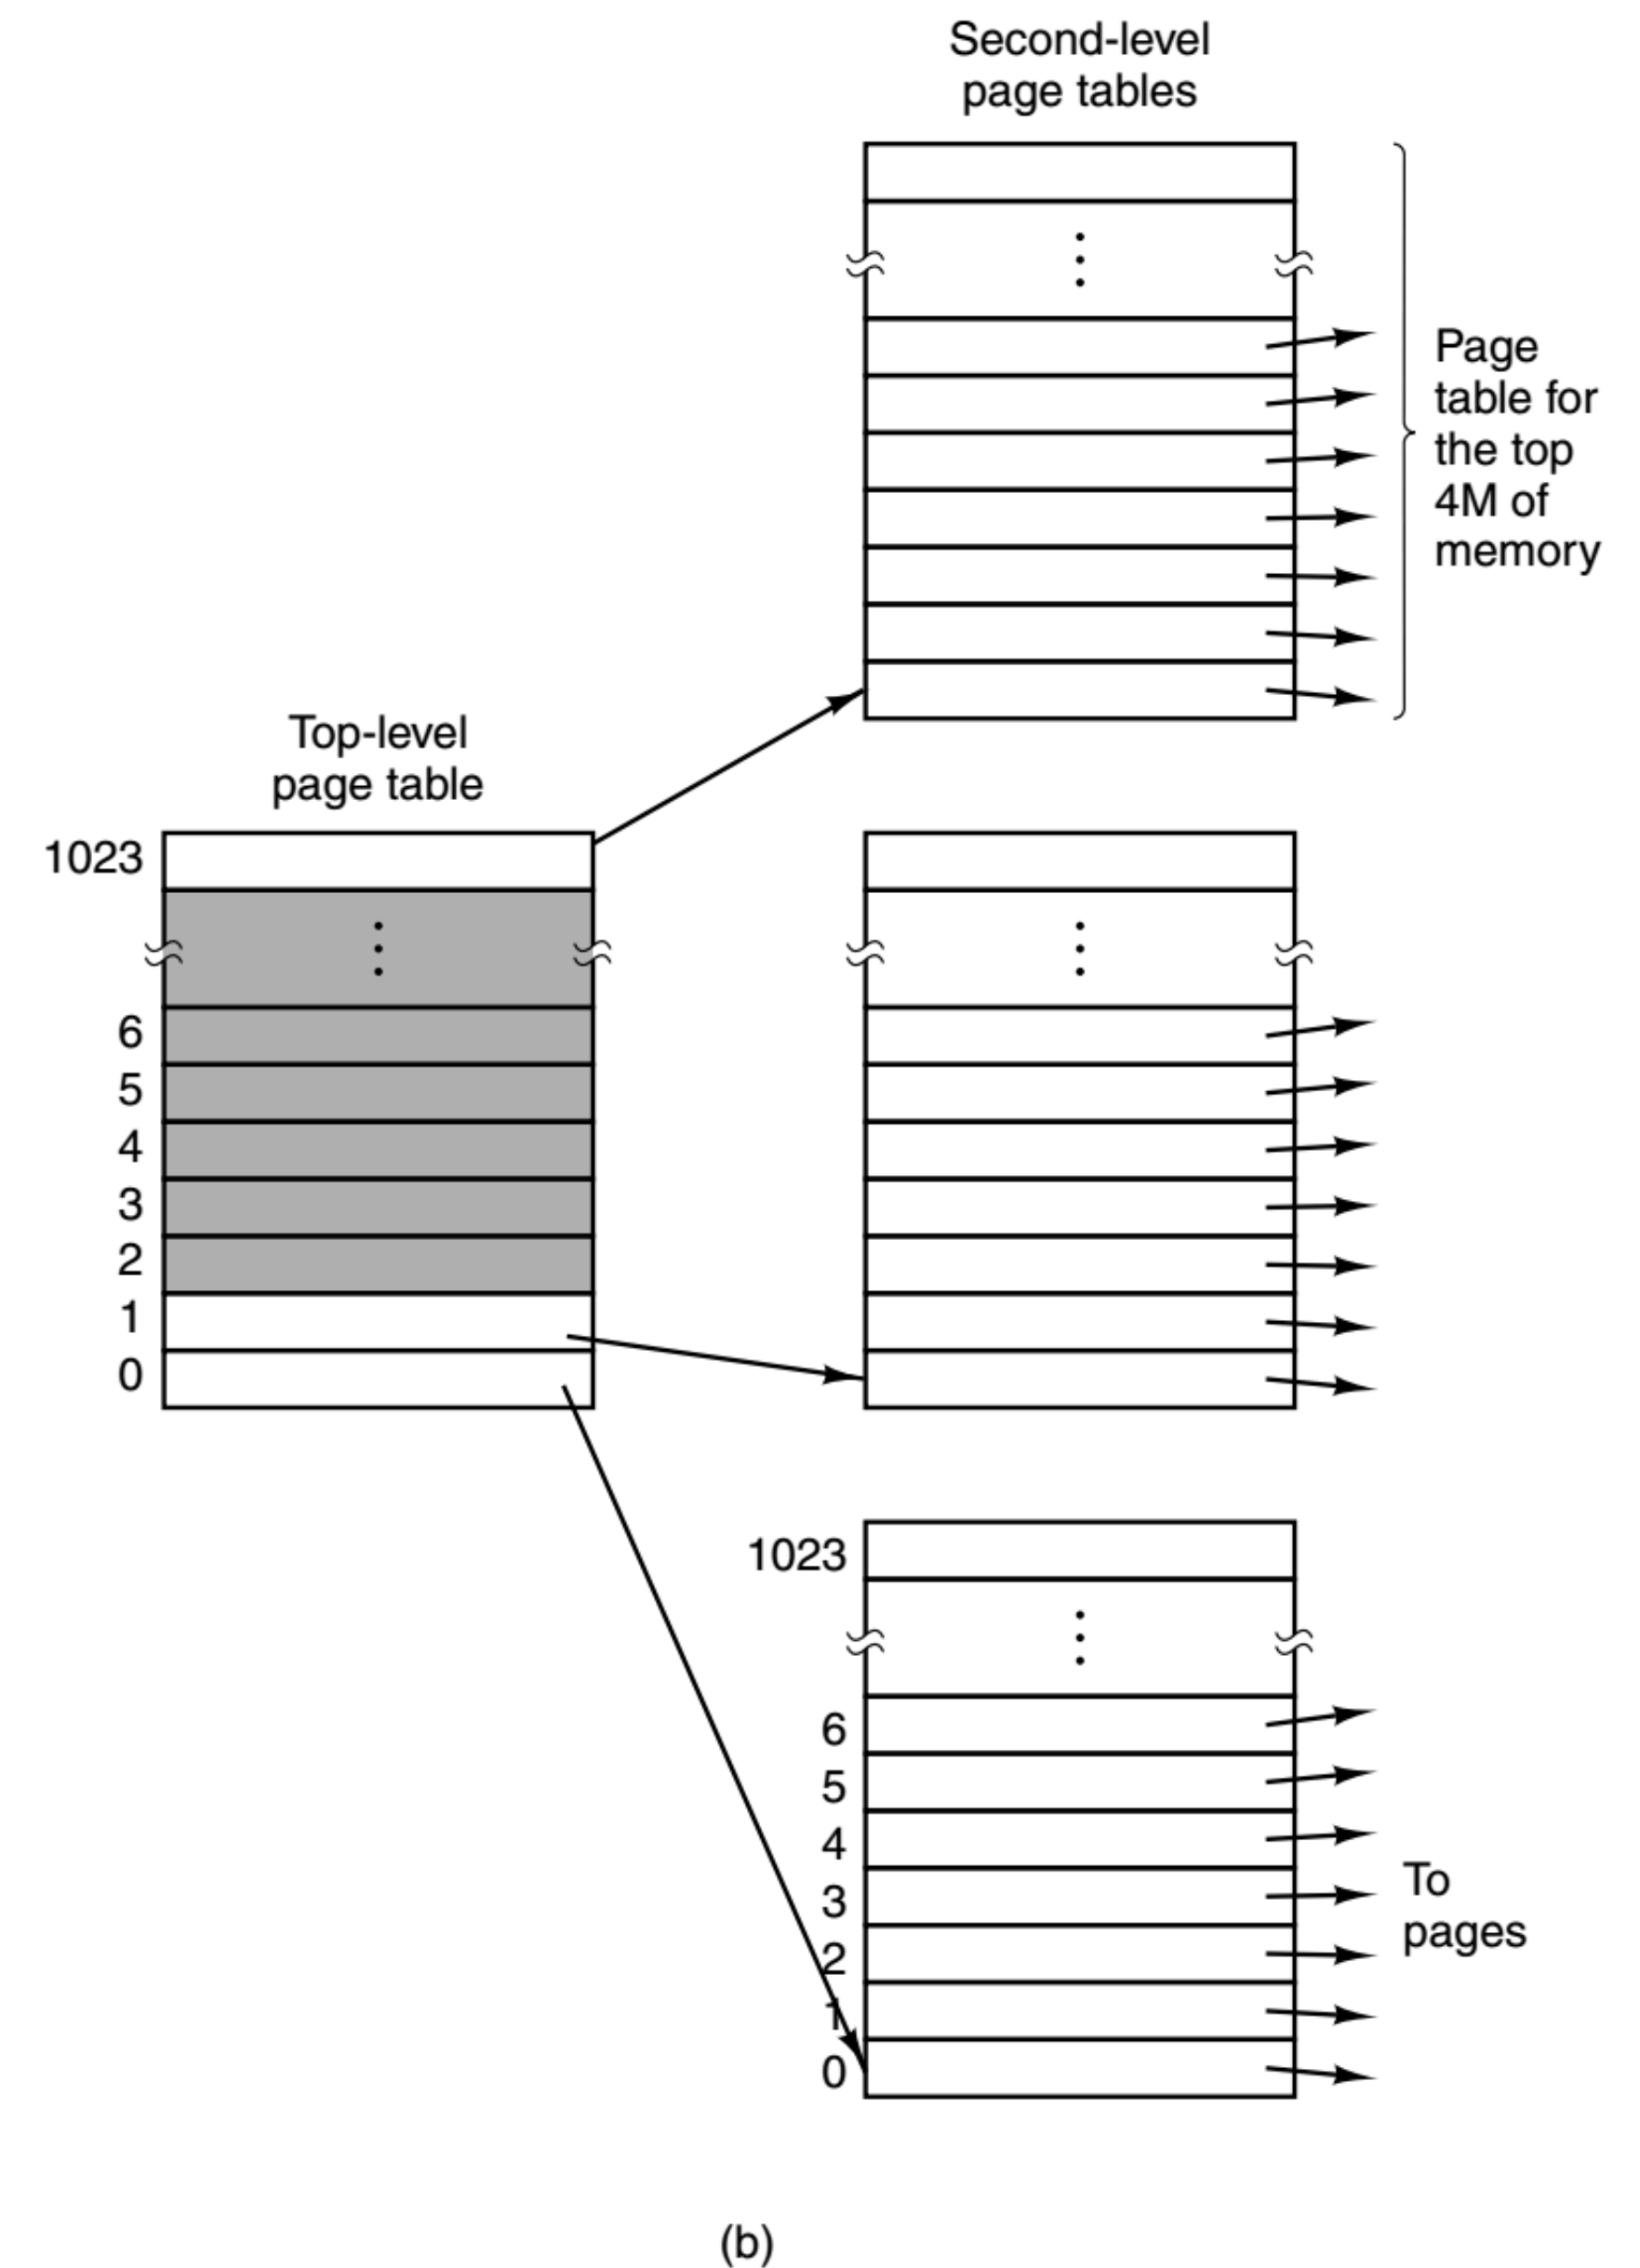 Second-level
page tables
Page
table for
the top
4M of
memory
Top-level
page table
1023
6
5
4
3
2
1
0
1023
6
5
4
3
2
1
0
To
pages
(b)